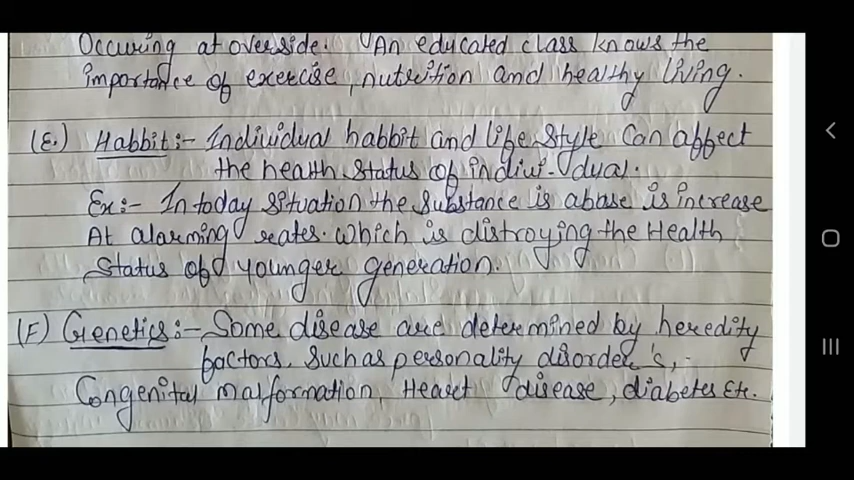 Occuring at overside. An educated class knows the
importance of exercise, nutrition and healthy living.
(E.) Habbit:- Individual habbit and life style can affect
the health status of indivi-dual.
Ex:- In today situation the substance is abuse is increase
At alarming rates. which is distroying the Health
status of younger generation.
(F) Genetics:- Some disease are determined by heredity
factors, such as personality disorder's,
Congenital malformation, Heart disease, diabetes etc.